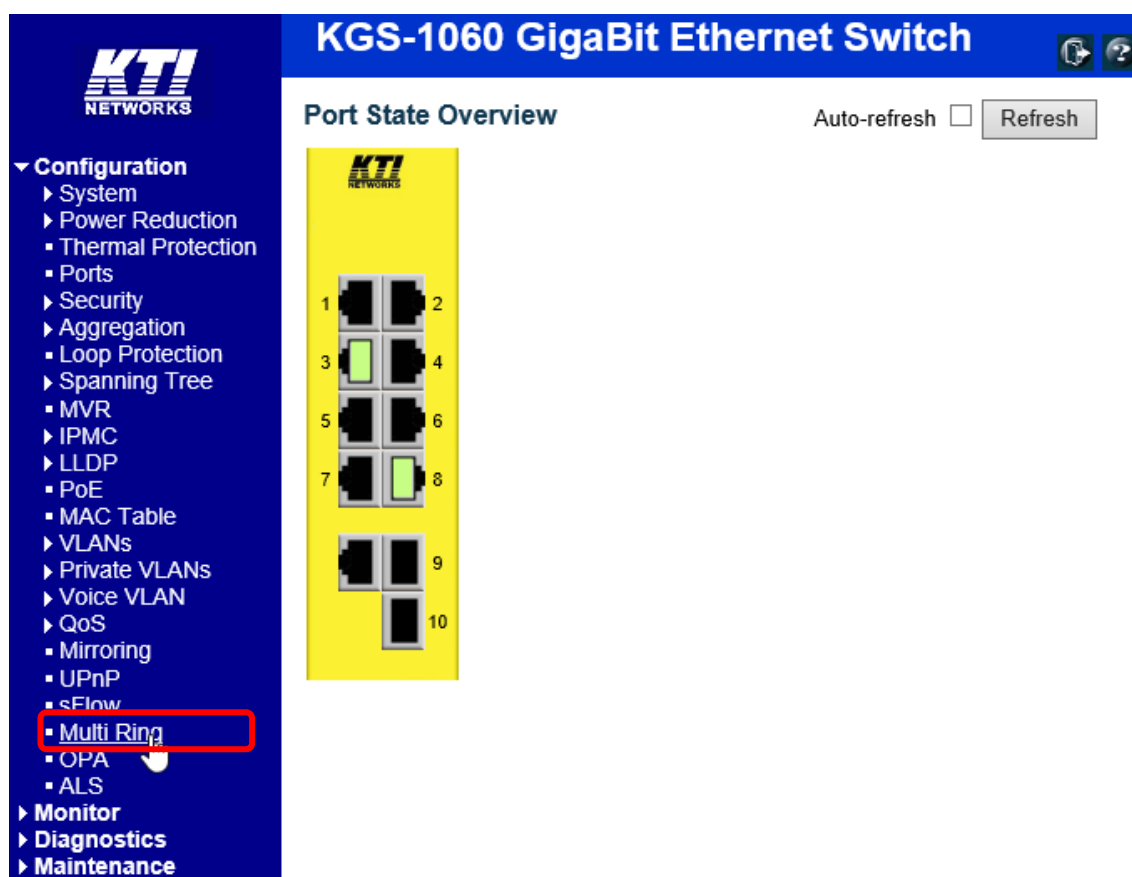 KTI
NETWORKS
KGS-1060 GigaBit Ethernet Switch
?
Port State Overview
Auto-refresh
Refresh
Configuration
System
Power Reduction
Thermal Protection
Ports
Security
Aggregation
Loop Protection
Spanning Tree
MVR
IPMC
LLDP
PoE
MAC Table
VLANs
Private VLANs
Voice VLAN
QoS
Mirroring
UPnP
sFlow
Multi Ring
OPA
ALS
Monitor
Diagnostics
Maintenance
KTI
NETWORKS
1 2
3 4
5 6
7 8
9
10